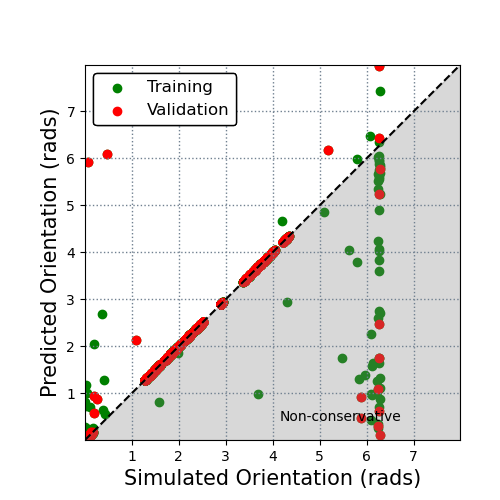 Training
Validation
Predicted Orientation (rads)
7
6
5
4
3
2
1
Non-conservative
1 2 3 4 5 6 7
Simulated Orientation (rads)